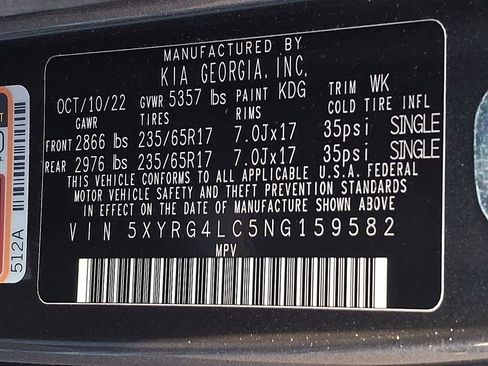 MANUFACTURED BY
KIA GEORGIA, INC.
OCT/10/22 GVWR 5357 lbs PAINT KDG TRIM WK
GAWR RIMS COLD TIRE INFL
FRONT 2866 lbs 235/65R17 7.0Jx17 35psi SINGLE
REAR 2976 lbs 235/65R17 7.0Jx17 35psi SINGLE
THIS VEHICLE CONFORMS TO ALL APPLICABLE U.S.A. FEDERAL
MOTOR VEHICLE SAFETY AND THEFT PREVENTION STANDARDS
IN EFFECT ON THE DATE OF MANUFACTURE SHOWN ABOVE
VIN 5XYRG4LC5NG159582
MPV
512A